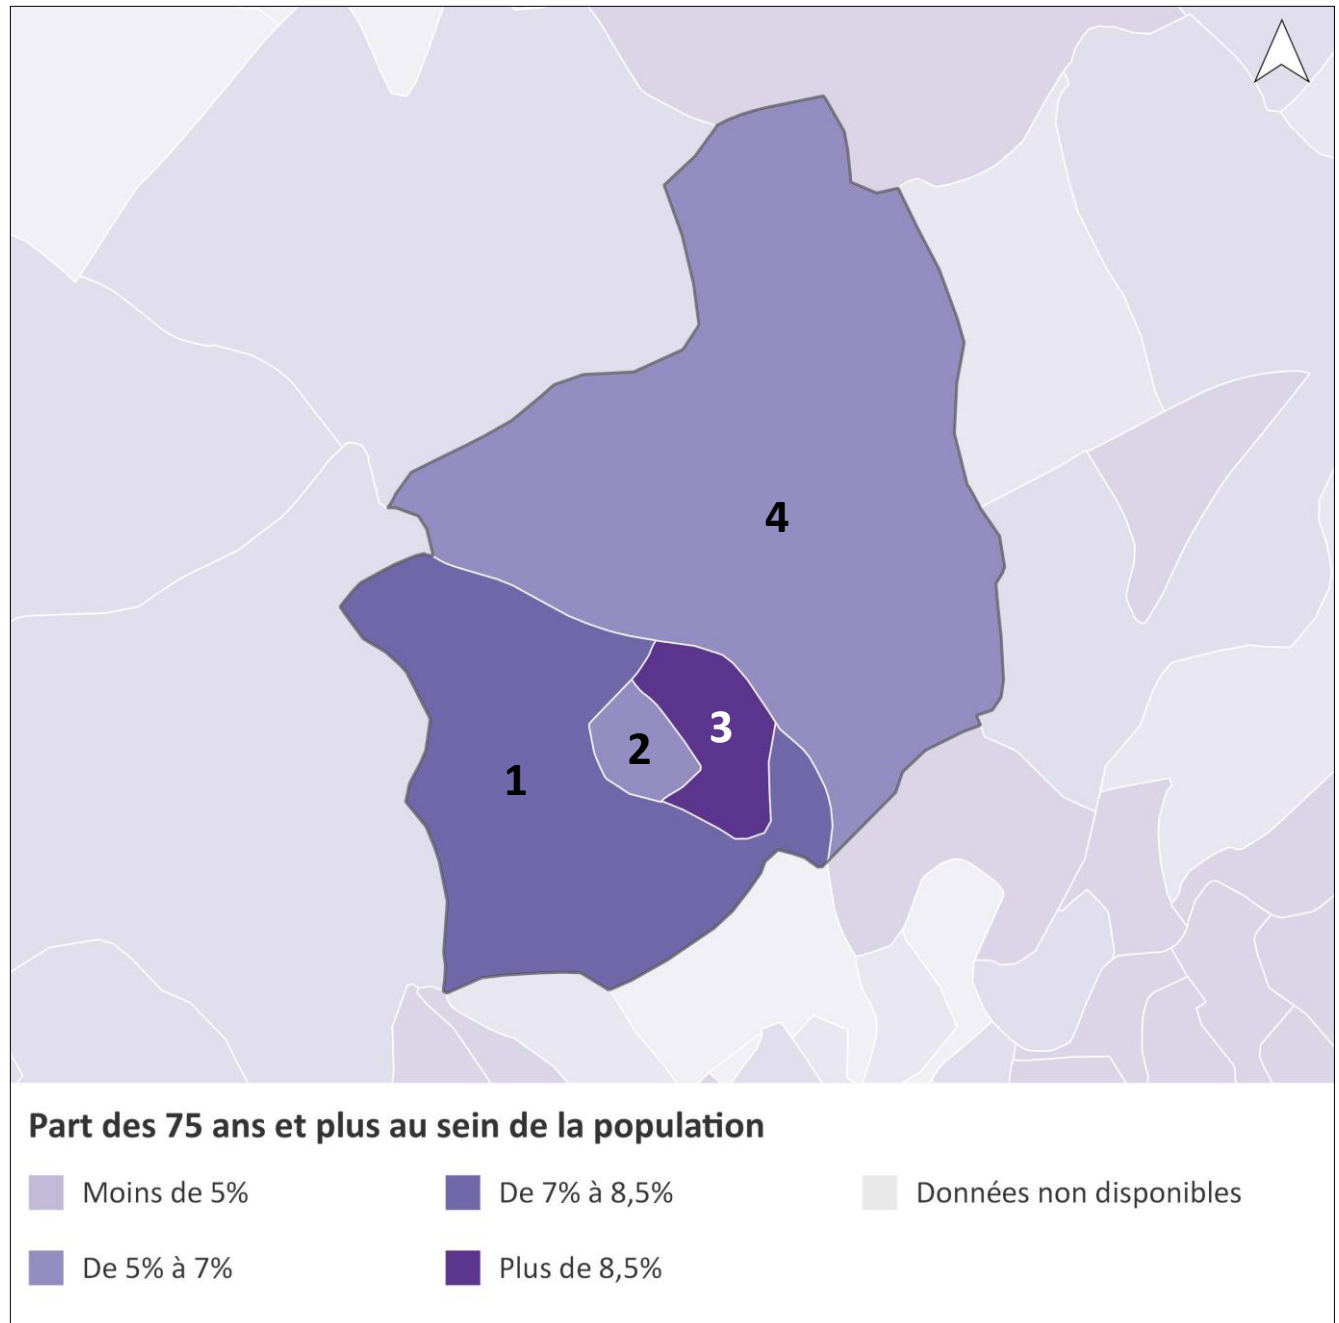 4
3
2
1
Part des 75 ans et plus au sein de la population
Moins de 5%
De 7% à 8,5%
Données non disponibles
De 5% à 7%
Plus de 8,5%